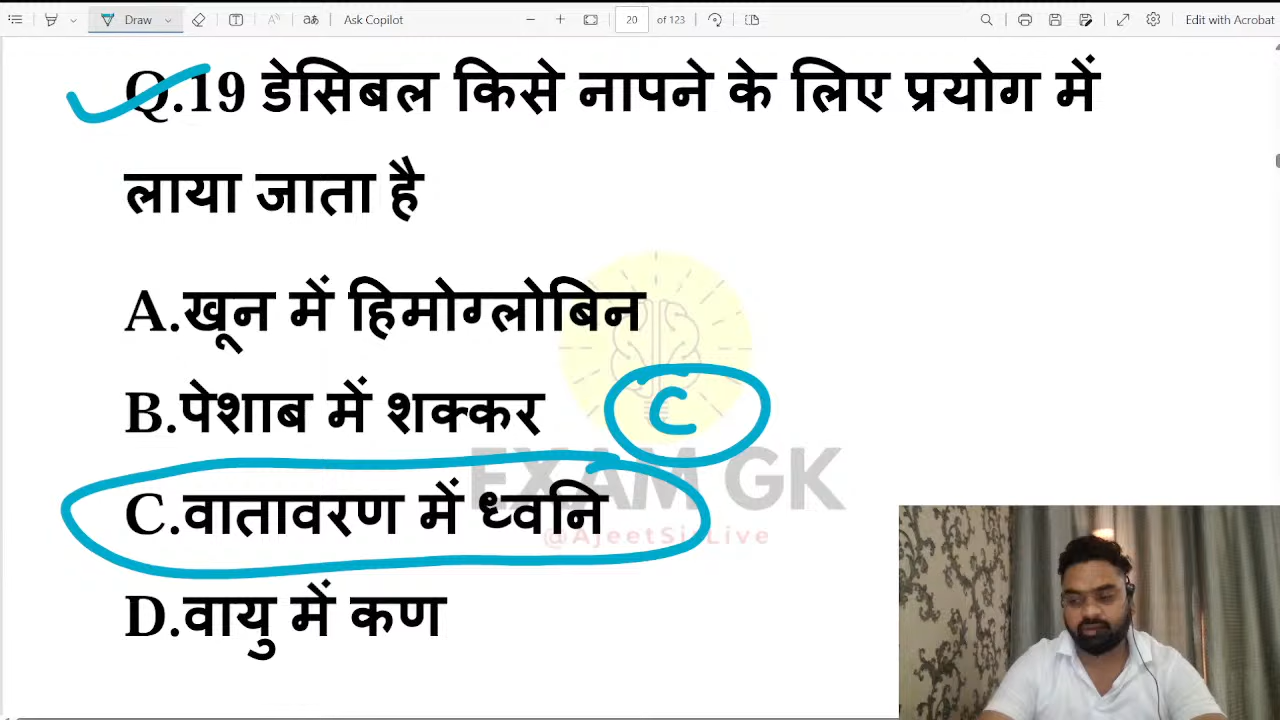 Draw
Ask Copilot
20 of 123
Edit with Acrobat
Q.19 डेसिबल किसे नापने के लिए प्रयोग में
लाया जाता है
A.खून में हिमोग्लोबिन
B.पेशाब में शक्कर
C
EXAM GK
C.वातावरण में ध्वनि
@AjeetSirLive
D.वायु में कण